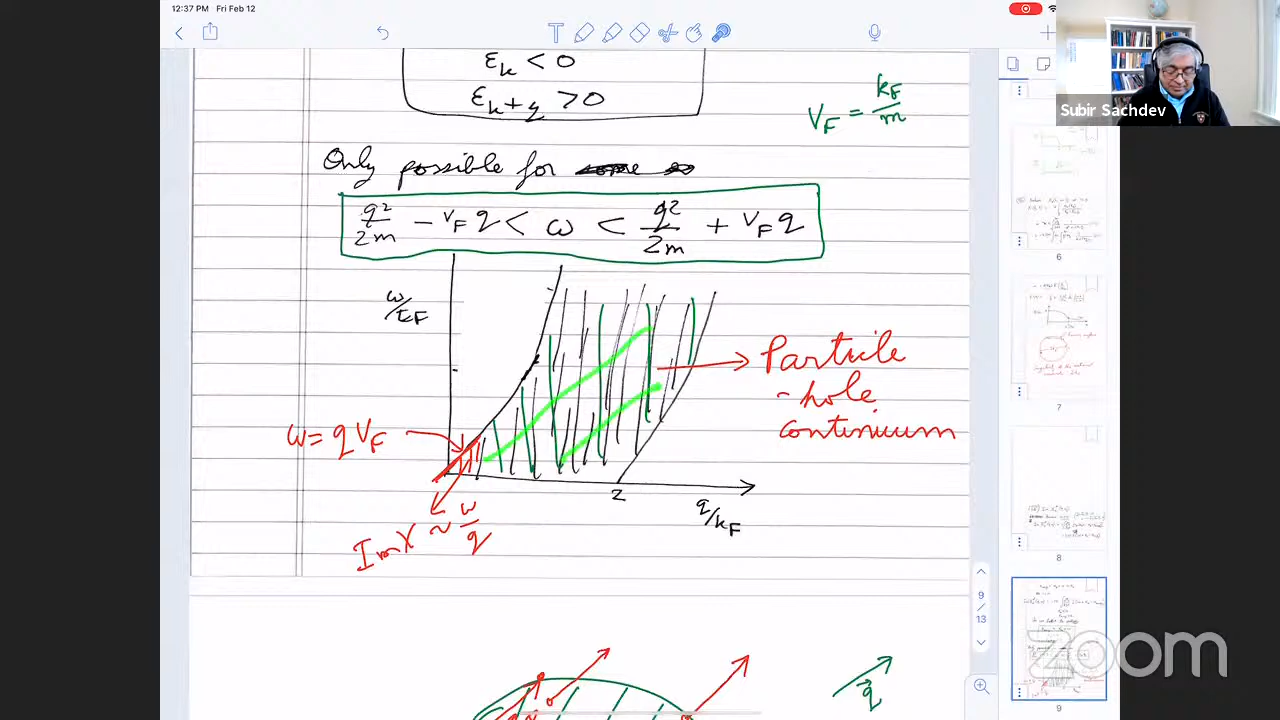 12:37 PM Fri Feb 12
Subir Sachdev
ε_k < 0
ε_{k+q} > 0
V_F = k_F/m
Only possible for
q²/2m - v_F q < ω < q²/2m + v_F q
ω/E_F
Particle
-hole
continuum
ω = q V_F
2
q/k_F
Im χ ~ ω/q
q⃗
6
7
8
9
9
/
13
zoom